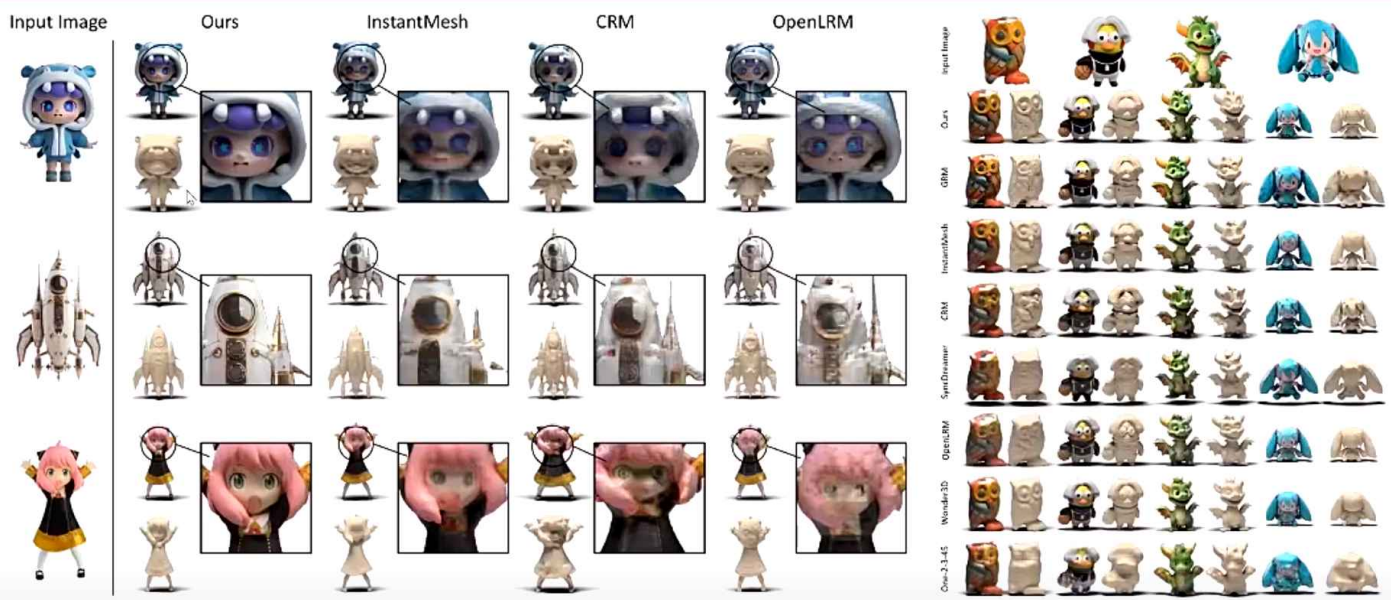 Input Image
Ours
InstantMesh
CRM
OpenLRM
Input Image
Ours
GRM
InstantMesh
CRM
SyncDreamer
OpenLRM
Wonder3D
One-2-3-45